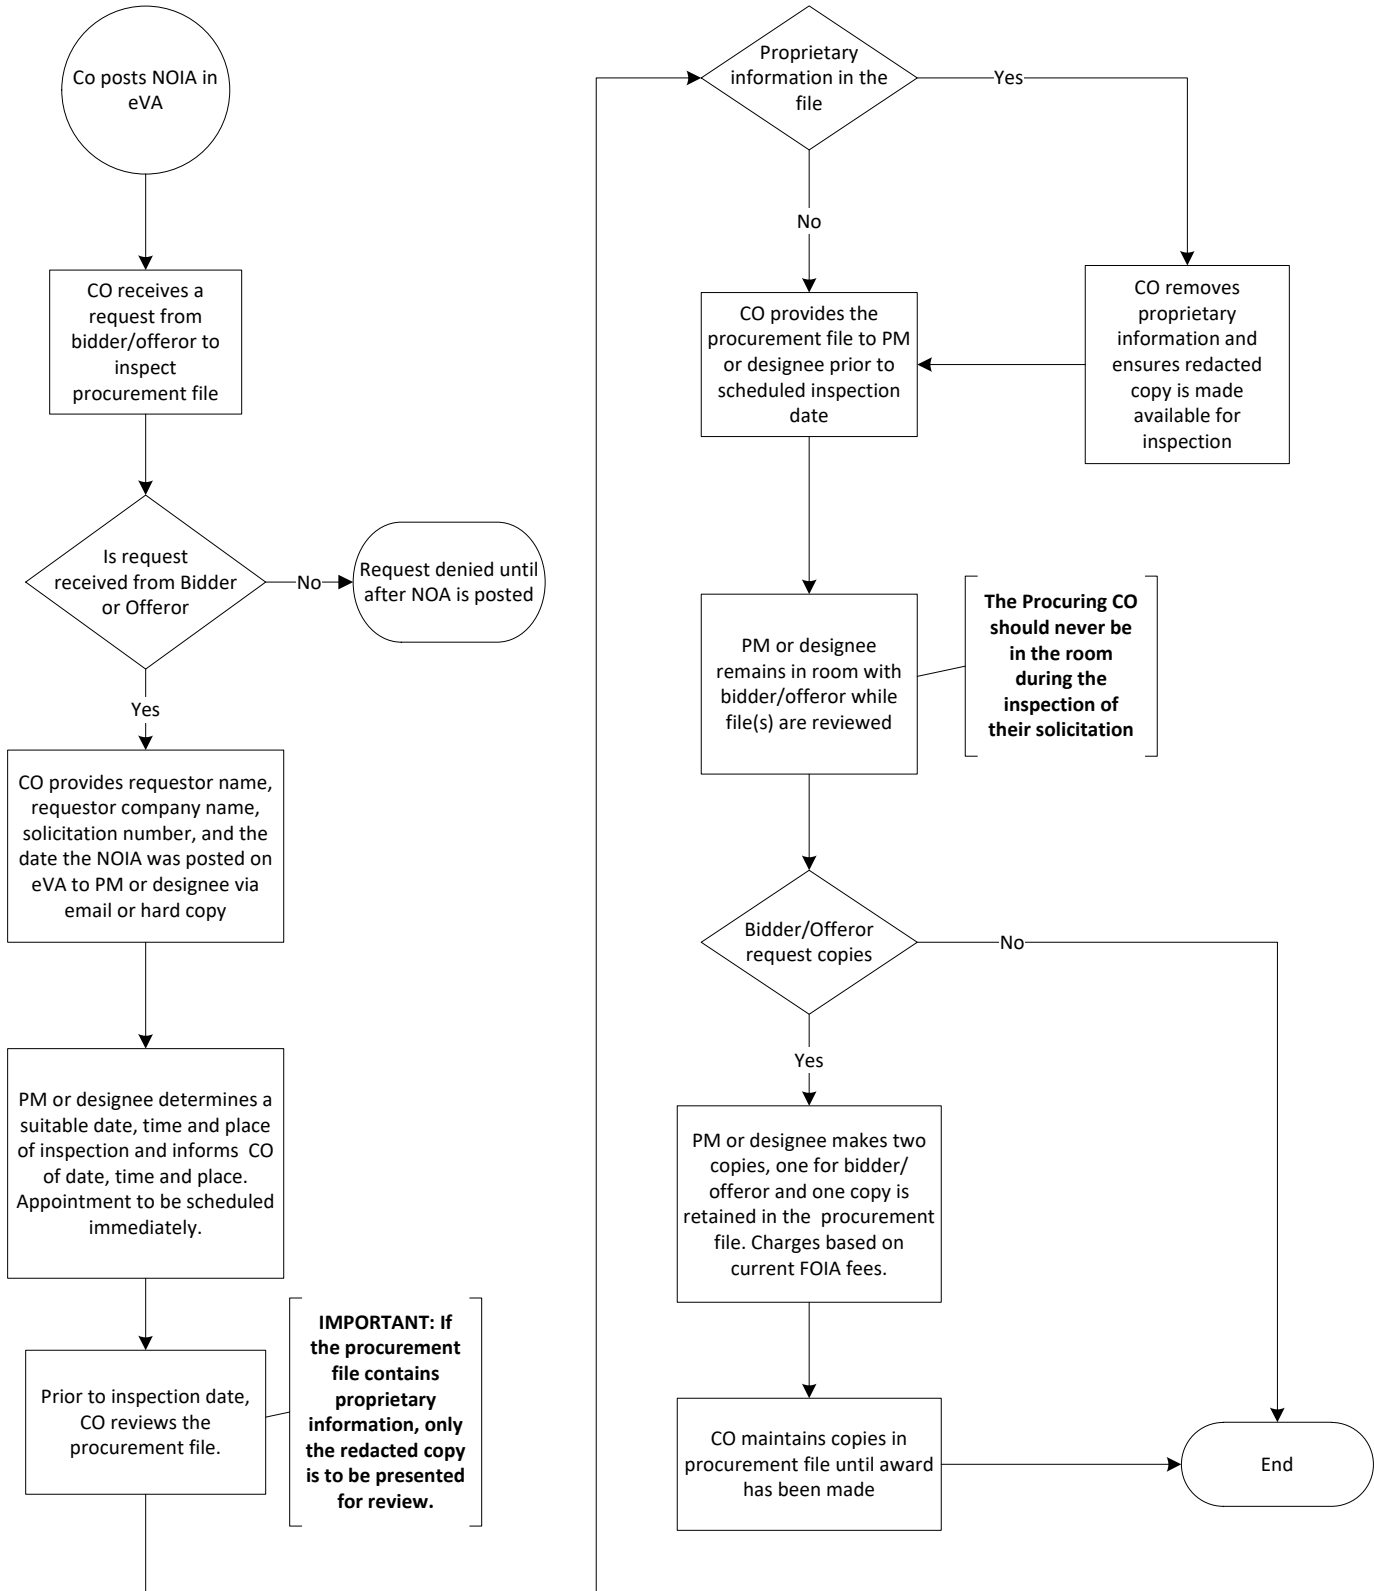 Co posts NOIA in
eVA
CO receives a
request from
bidder/offeror to
inspect
procurement file
Is request
received from Bidder
or Offeror
No
Request denied until
after NOA is posted
Yes
CO provides requestor name,
requestor company name,
solicitation number, and the
date the NOIA was posted on
eVA to PM or designee via
email or hard copy
PM or designee determines a
suitable date, time and place
of inspection and informs  CO
of date, time and place.
Appointment to be scheduled
immediately.
Prior to inspection date,
CO reviews the
procurement file.
IMPORTANT: If
the procurement
file contains
proprietary
information, only
the redacted copy
is to be presented
for review.
Proprietary
information in the
file
Yes
No
CO removes
proprietary
information and
ensures redacted
copy is made
available for
inspection
CO provides the
procurement file to PM
or designee prior to
scheduled inspection
date
PM or designee
remains in room with
bidder/offeror while
file(s) are reviewed
The Procuring CO
should never be
in the room
during the
inspection of
their solicitation
Bidder/Offeror
request copies
No
Yes
PM or designee makes two
copies, one for bidder/
offeror and one copy is
retained in the  procurement
file. Charges based on
current FOIA fees.
CO maintains copies in
procurement file until award
has been made
End